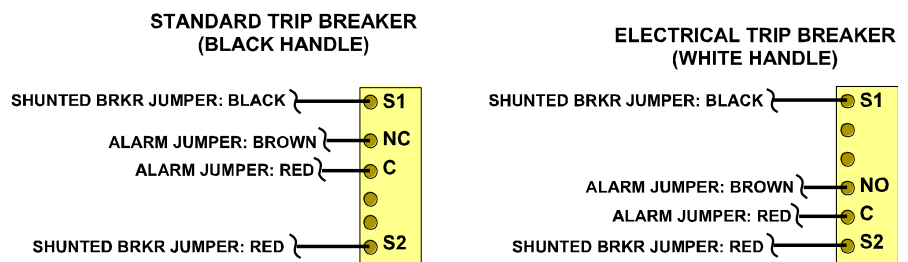 STANDARD TRIP BREAKER
(BLACK HANDLE)
SHUNTED BRKR JUMPER: BLACK S1
ALARM JUMPER: BROWN NC
ALARM JUMPER: RED C
SHUNTED BRKR JUMPER: RED S2
ELECTRICAL TRIP BREAKER
(WHITE HANDLE)
SHUNTED BRKR JUMPER: BLACK S1
ALARM JUMPER: BROWN NO
ALARM JUMPER: RED C
SHUNTED BRKR JUMPER: RED S2